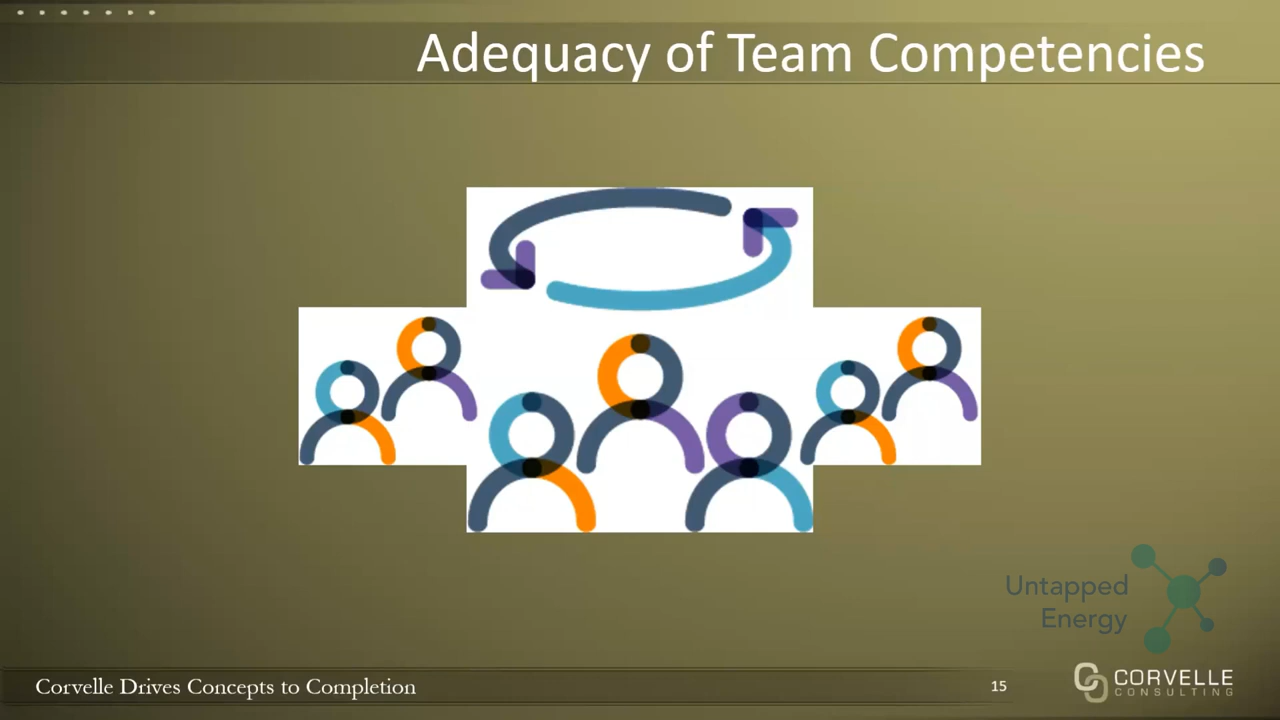 Adequacy of Team Competencies
Untapped
Energy
Corvelle Drives Concepts to Completion
15
CORVELLE
CONSULTING